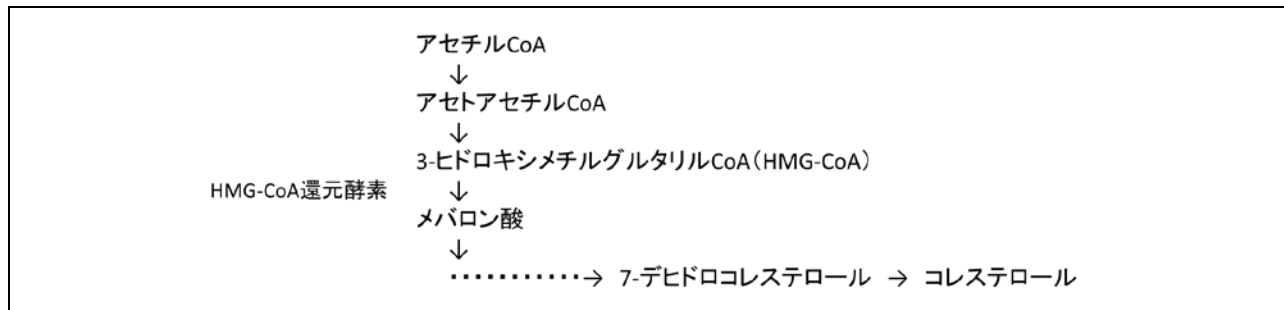 アセチルCoA
↓
アセトアセチルCoA
↓
3-ヒドロキシメチルグルタリルCoA(HMG-CoA)
HMG-CoA還元酵素 ↓
メバロン酸
↓
・・・・・・・・・・・→ 7-デヒドロコレステロール → コレステロール